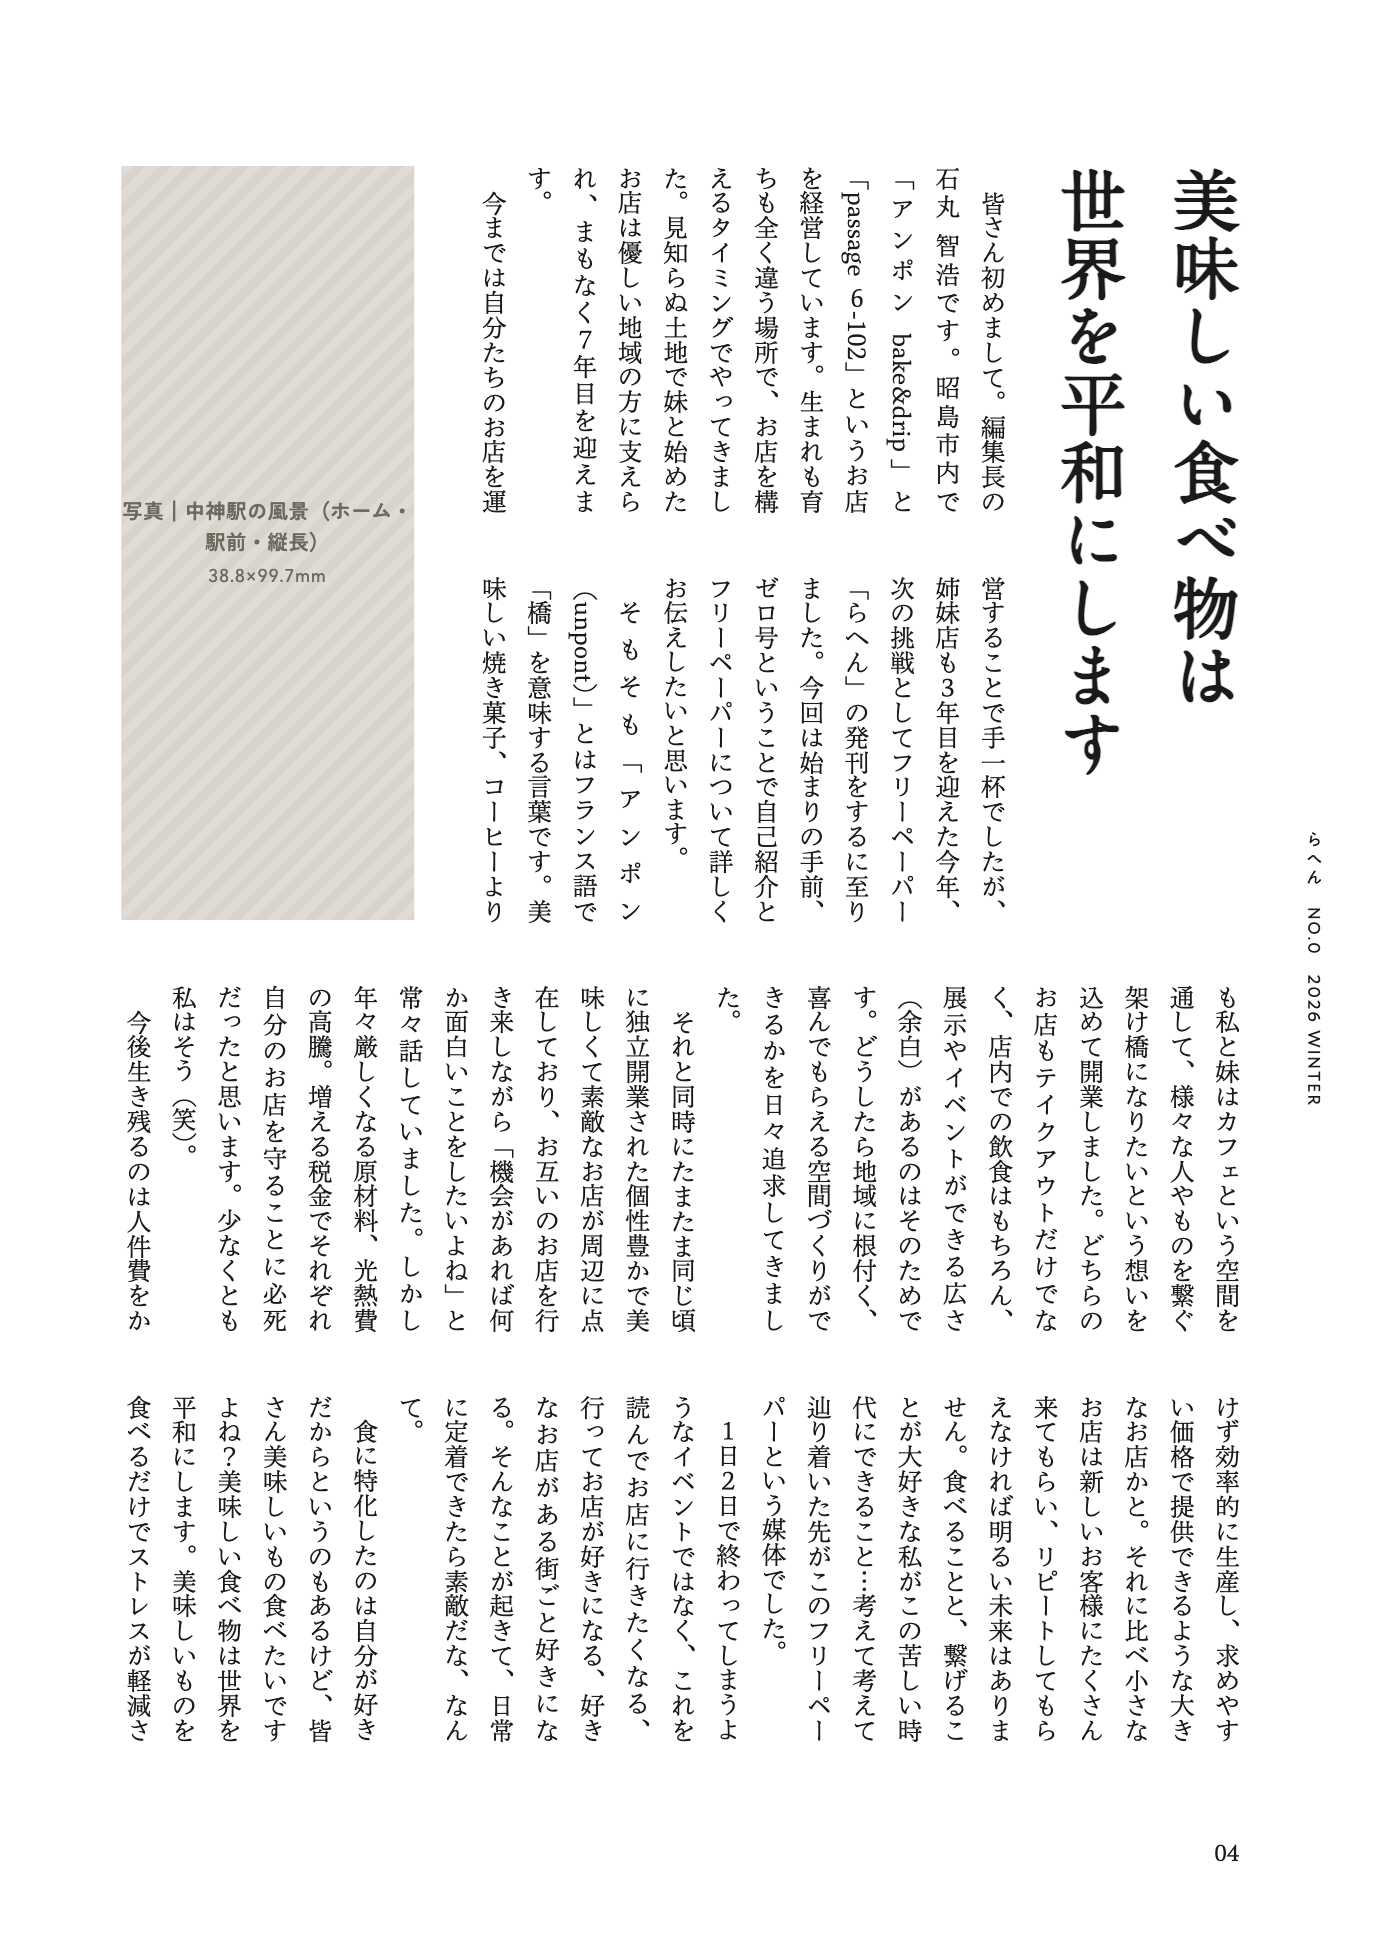 美味しい食べ物は
世界を平和にします
皆さん初めまして。編集長の
石丸 智浩です。昭島市内で
「アンポン bake&drip」と
「passage 6-102」というお店
を経営しています。生まれも育
ちも全く違う場所で、お店を構
えるタイミングでやってきまし
た。見知らぬ土地で妹と始めた
お店は優しい地域の方に支えら
れ、まもなく7年目を迎えま
す。
今までは自分たちのお店を運
営することで手一杯でしたが、
姉妹店も3年目を迎えた今年、
次の挑戦としてフリーペーパー
「らへん」の発刊をするに至り
ました。今回は始まりの手前、
ゼロ号ということで自己紹介と
フリーペーパーについて詳しく
お伝えしたいと思います。
そもそも「アンポン
（unpont）」とはフランス語で
「橋」を意味する言葉です。美
味しい焼き菓子、コーヒーより
も私と妹はカフェという空間を
通して、様々な人やものを繋ぐ
架け橋になりたいという想いを
込めて開業しました。どちらの
お店もテイクアウトだけでな
く、店内での飲食はもちろん、
展示やイベントができる広さ
（余白）があるのはそのためで
す。どうしたら地域に根付く、
喜んでもらえる空間づくりがで
きるかを日々追求してきまし
た。
それと同時にたまたま同じ頃
に独立開業された個性豊かで美
味しくて素敵なお店が周辺に点
在しており、お互いのお店を行
き来しながら「機会があれば何
か面白いことをしたいよね」と
常々話していました。しかし
年々厳しくなる原材料、光熱費
の高騰。増える税金でそれぞれ
自分のお店を守ることに必死
だったと思います。少なくとも
私はそう（笑）。
今後生き残るのは人件費をか
けず効率的に生産し、求めやす
い価格で提供できるような大き
なお店かと。それに比べ小さな
お店は新しいお客様にたくさん
来てもらい、リピートしてもら
えなければ明るい未来はありま
せん。食べることと、繋げるこ
とが大好きな私がこの苦しい時
代にできること…考えて考えて
辿り着いた先がこのフリーペー
パーという媒体でした。
1日2日で終わってしまうよ
うなイベントではなく、これを
読んでお店に行きたくなる、
行ってお店が好きになる、好き
なお店がある街ごと好きにな
る。そんなことが起きて、日常
に定着できたら素敵だな、なん
て。
食に特化したのは自分が好き
だからというのもあるけど、皆
さん美味しいもの食べたいです
よね？美味しい食べ物は世界を
平和にします。美味しいものを
食べるだけでストレスが軽減さ
写真｜中神駅の風景（ホーム・
駅前・縦長）
38.8×99.7mm
らへん NO.0 2026 WINTER
04